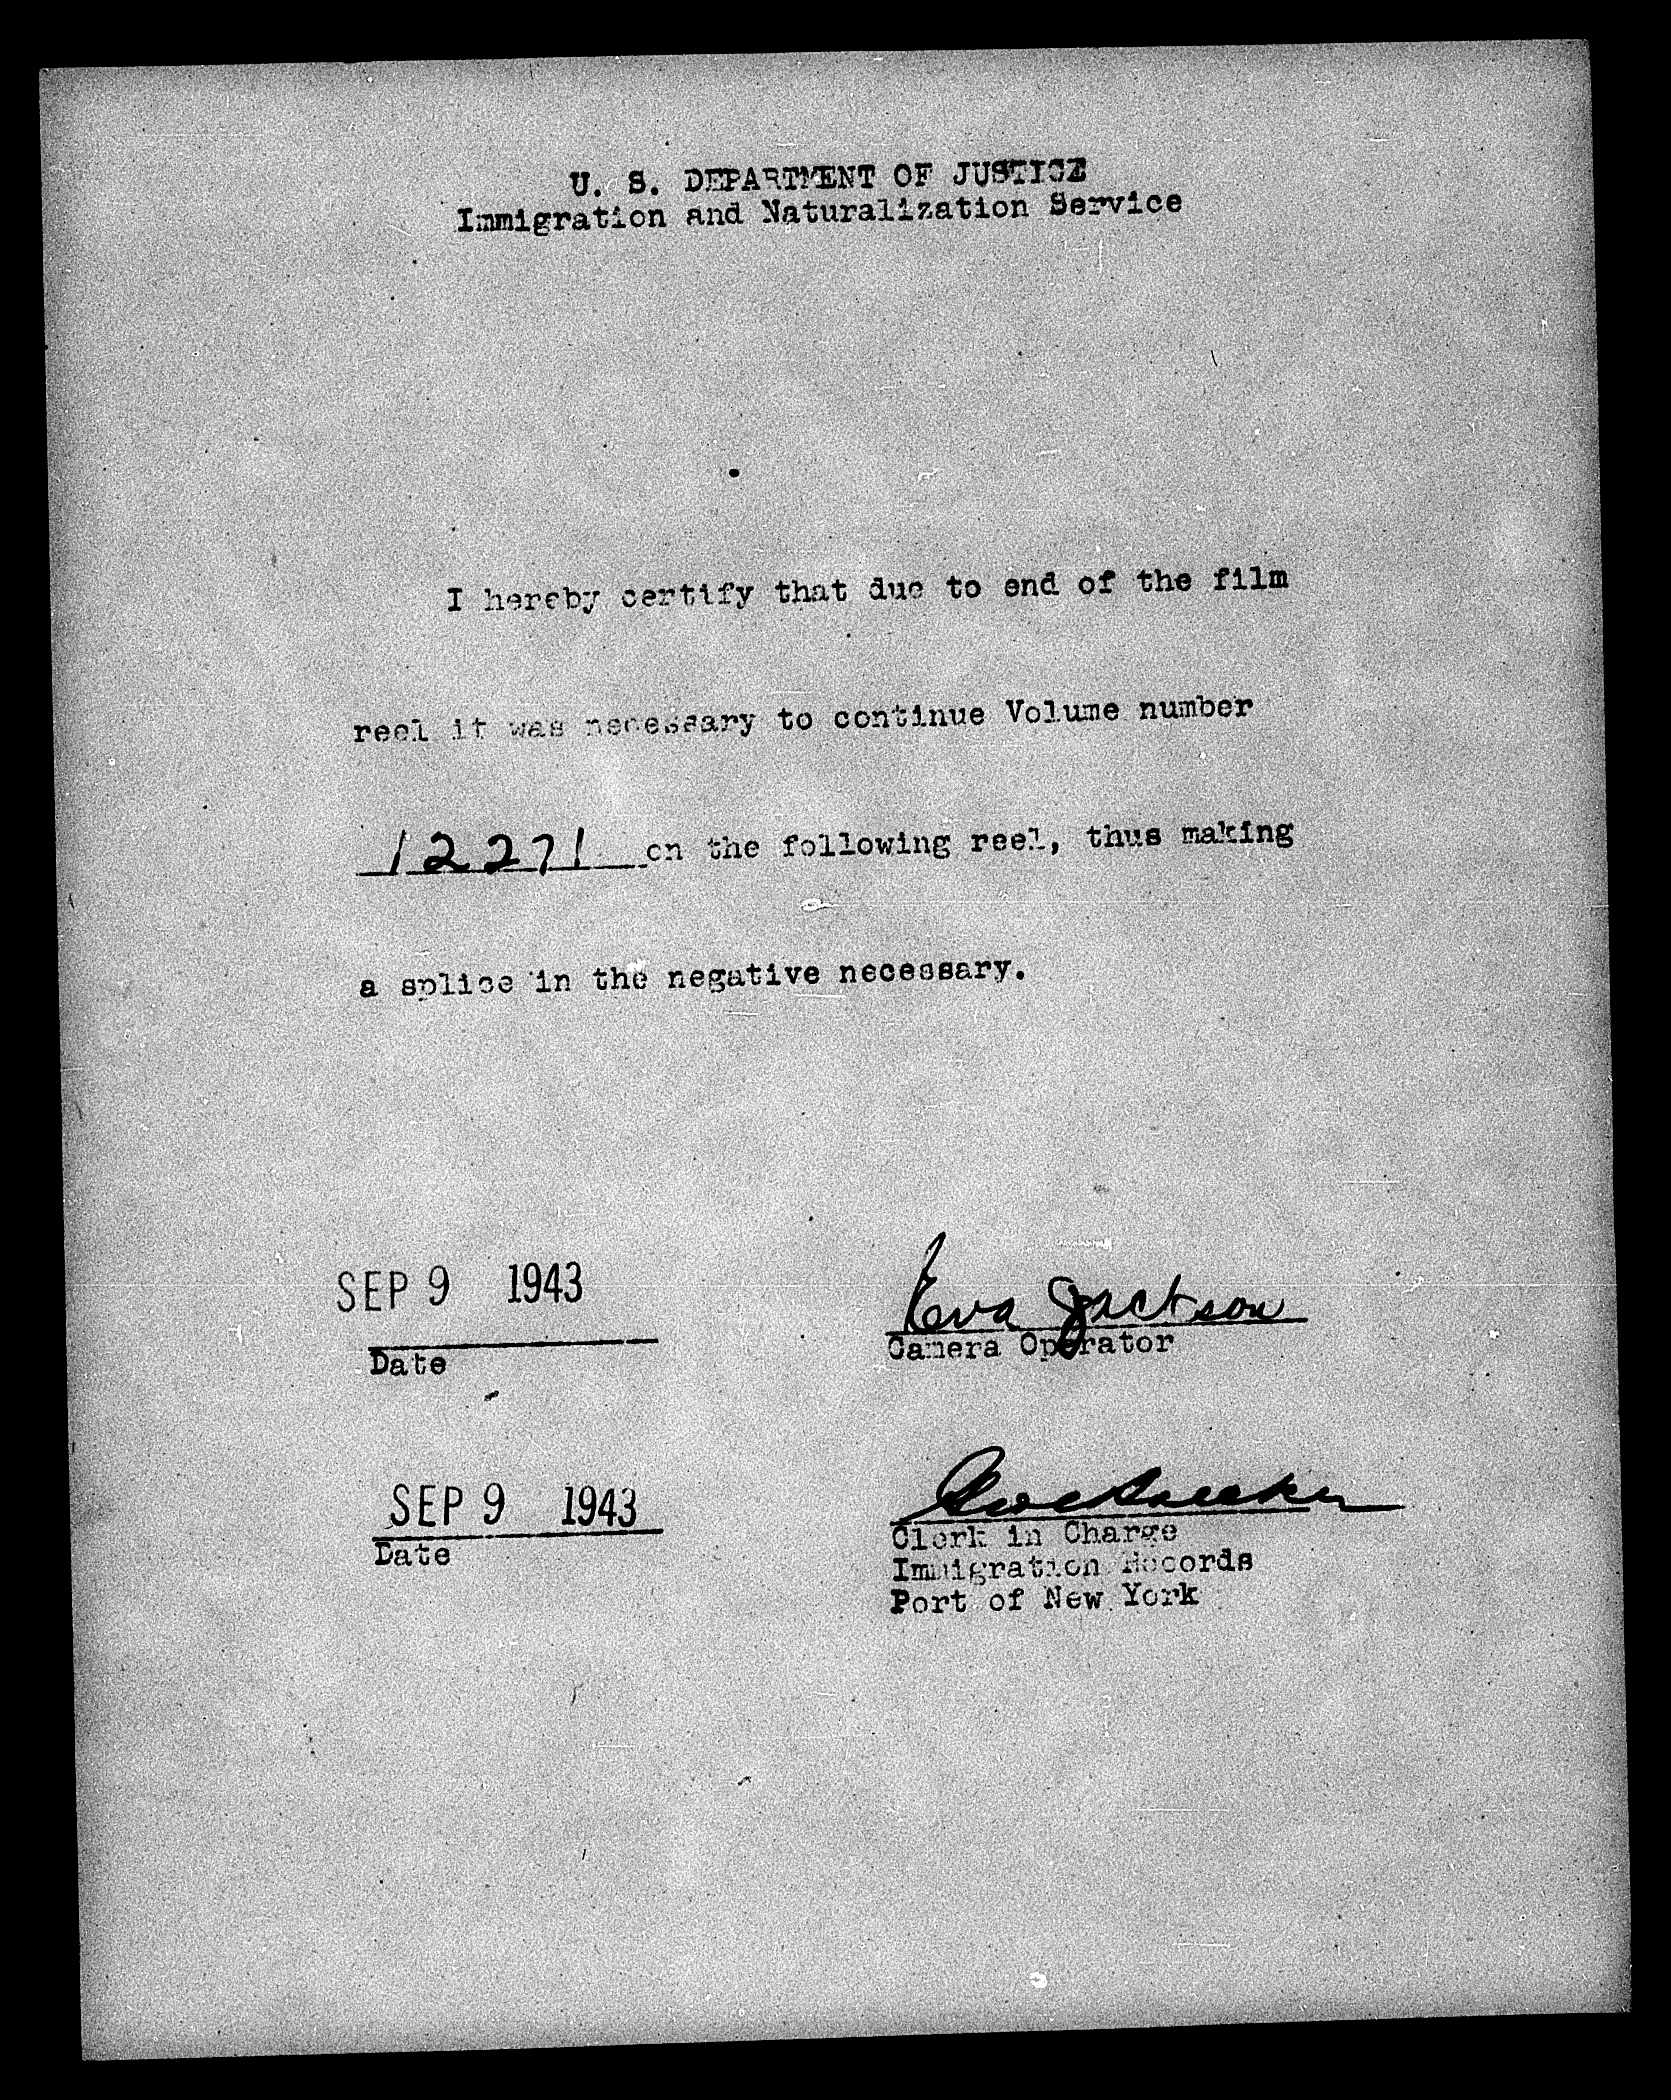 U. S. DEPARTMENT OF JUSTICE
Immigration and Naturalization Service
I hereby certify that due to end of the film
reel it was necessary to continue Volume number
12271 on the following reel, thus making
a splice in the negative necessary.
SEP 9 1943
Eva Jackson
Date
Camera Operator
SEP 9 1943
Date
Clerk in Charge
Immigration Records
Port of New York